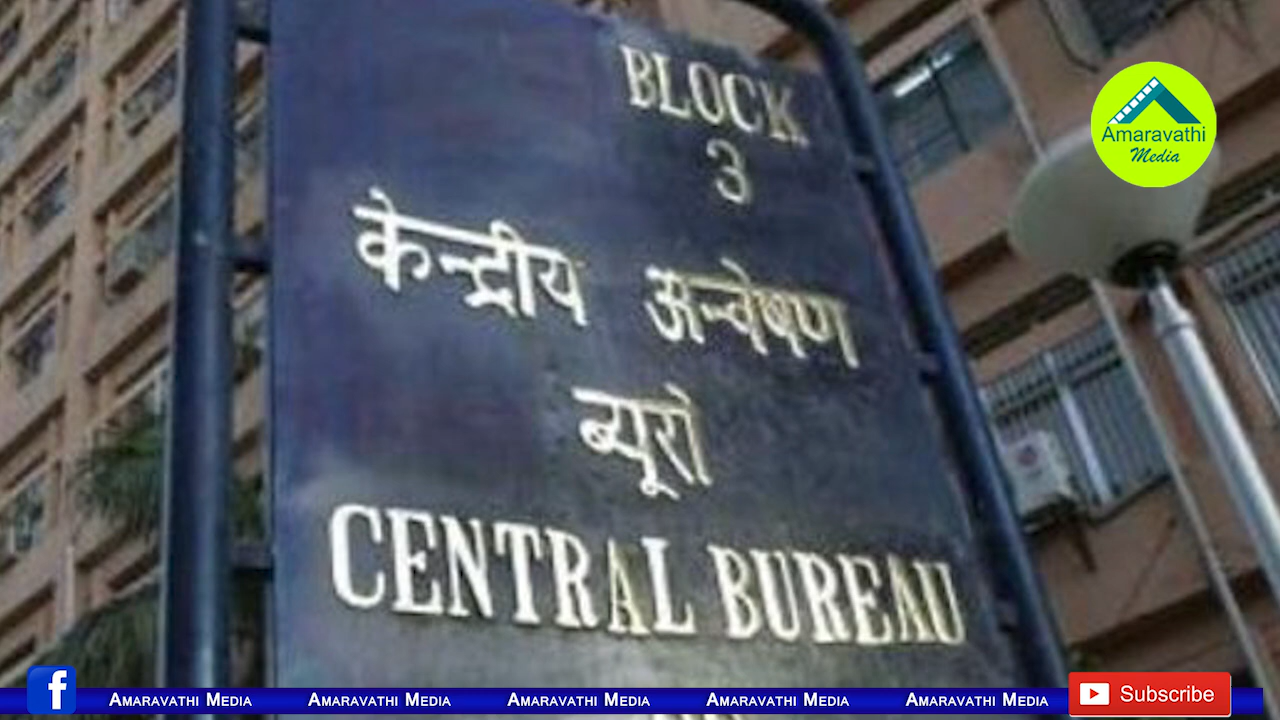 BLOCK
3
केन्द्रीय अन्वेषण
ब्यूरो
CENTRAL BUREAU
Amaravathi
Media
AMARAVATHI MEDIA AMARAVATHI MEDIA AMARAVATHI MEDIA AMARAVATHI MEDIA AMARAVATHI MEDIA
Subscribe